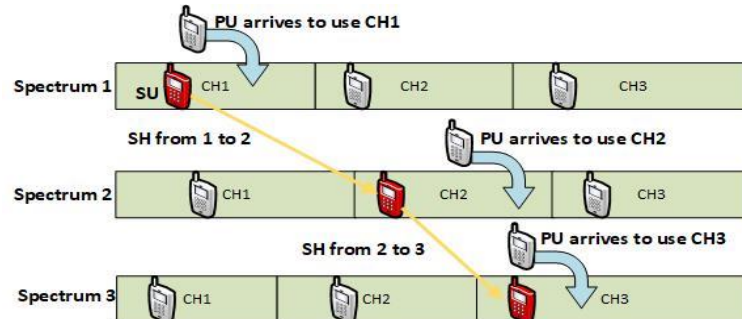 PU arrives to use CH1
Spectrum 1 SU CH1 CH2 CH3
SH from 1 to 2 PU arrives to use CH2
Spectrum 2 CH1 CH2 CH3
SH from 2 to 3 PU arrives to use CH3
Spectrum 3 CH1 CH2 CH3